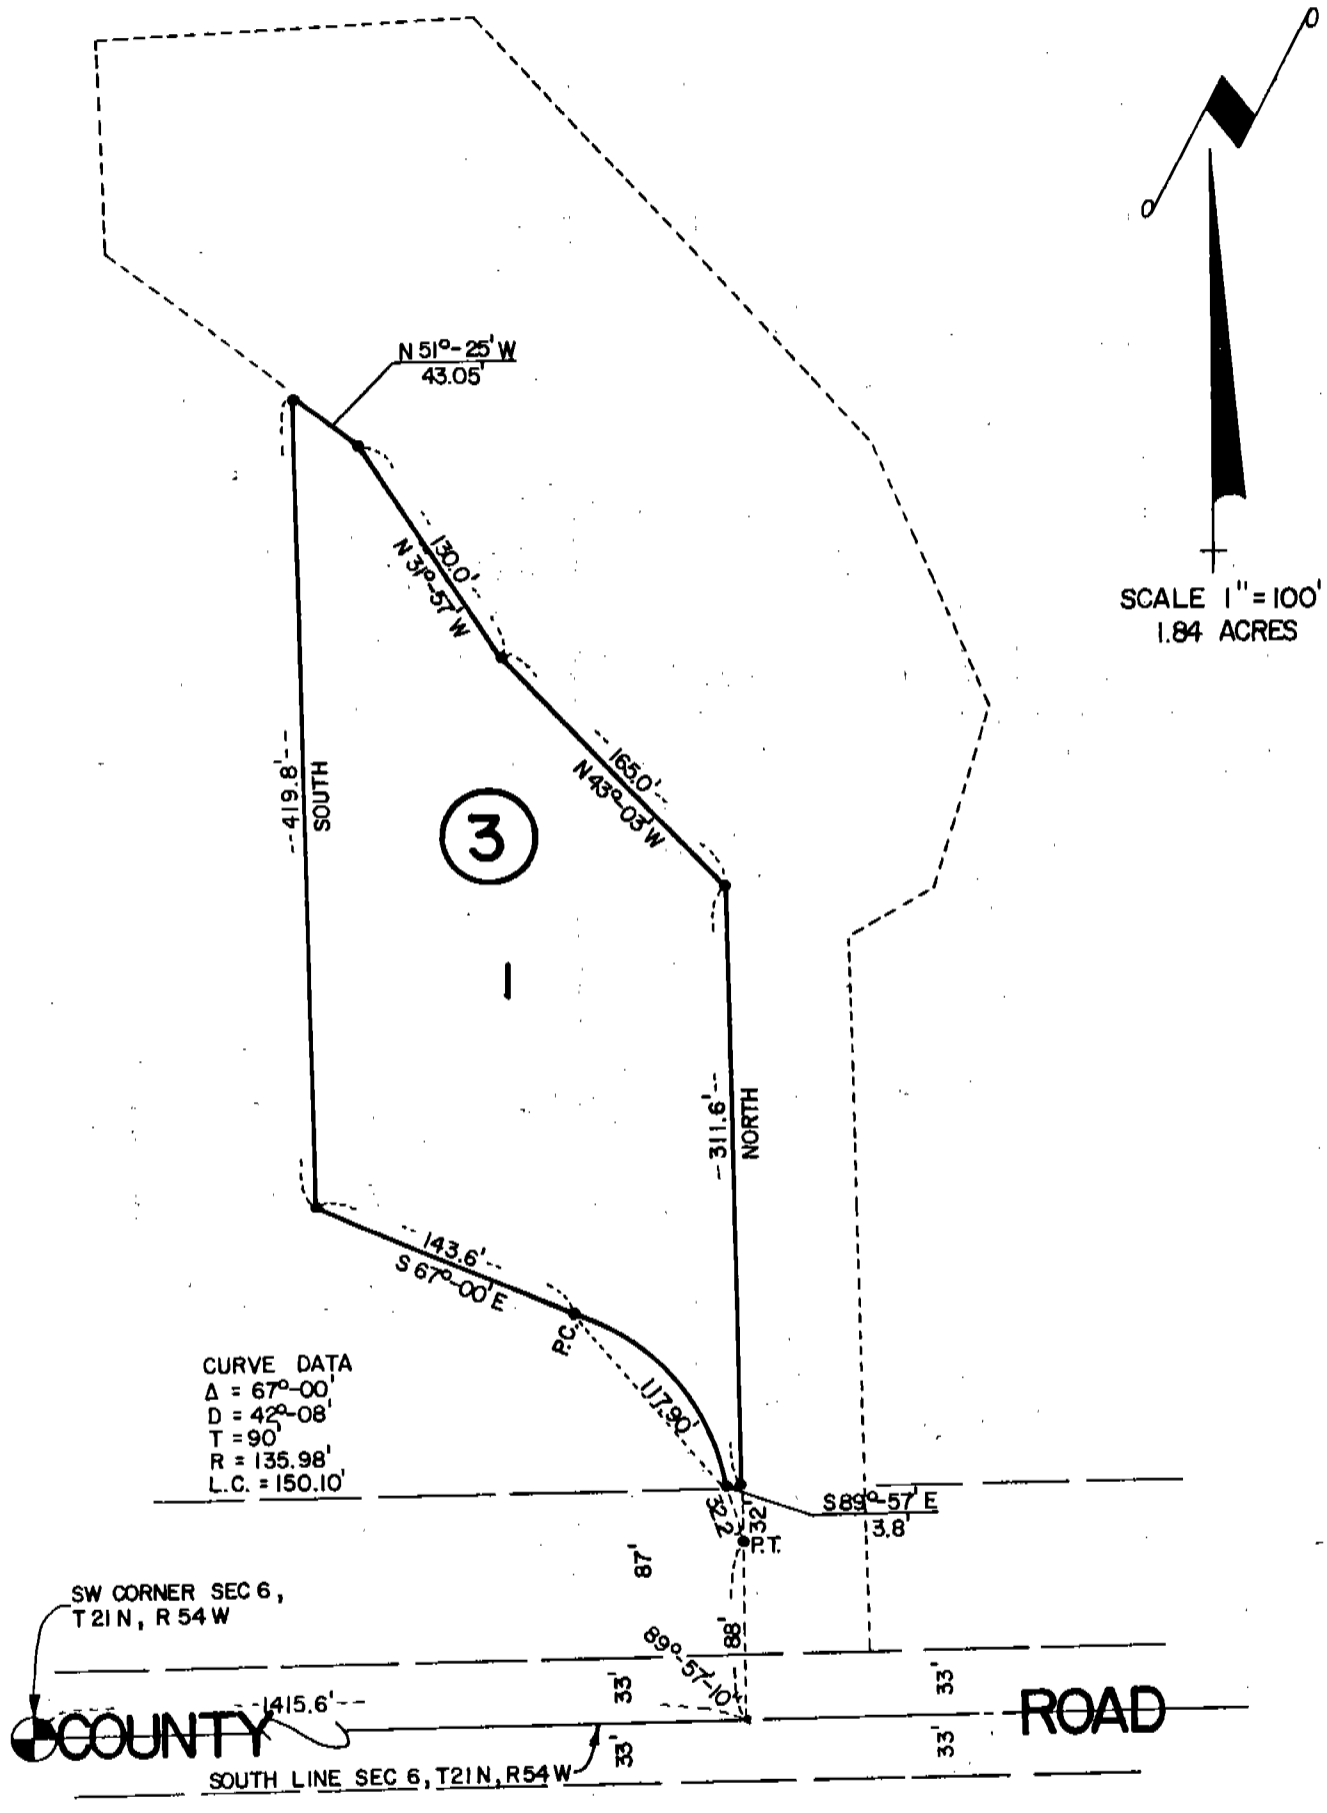 N 51°-25' W
43.05'
130.0'
N 31°-57' W
SCALE 1" = 100'
1.84 ACRES
165.0'
N 43°-03' W
419.8'
SOUTH
3
1
311.6'
NORTH
143.6'
S 67°-00' E
P.C.
117.90'
CURVE DATA
Δ = 67°-00'
D = 42°-08'
T = 90'
R = 135.98'
L.C. = 150.10'
S 89°-57' E
3.8'
32.2
32'
P.T.
87'
SW CORNER SEC 6,
T 21 N, R 54 W
88'
89°-57'-10"
33'
33'
1415.6'
COUNTY
ROAD
33'
33'
SOUTH LINE SEC 6, T21N, R54W